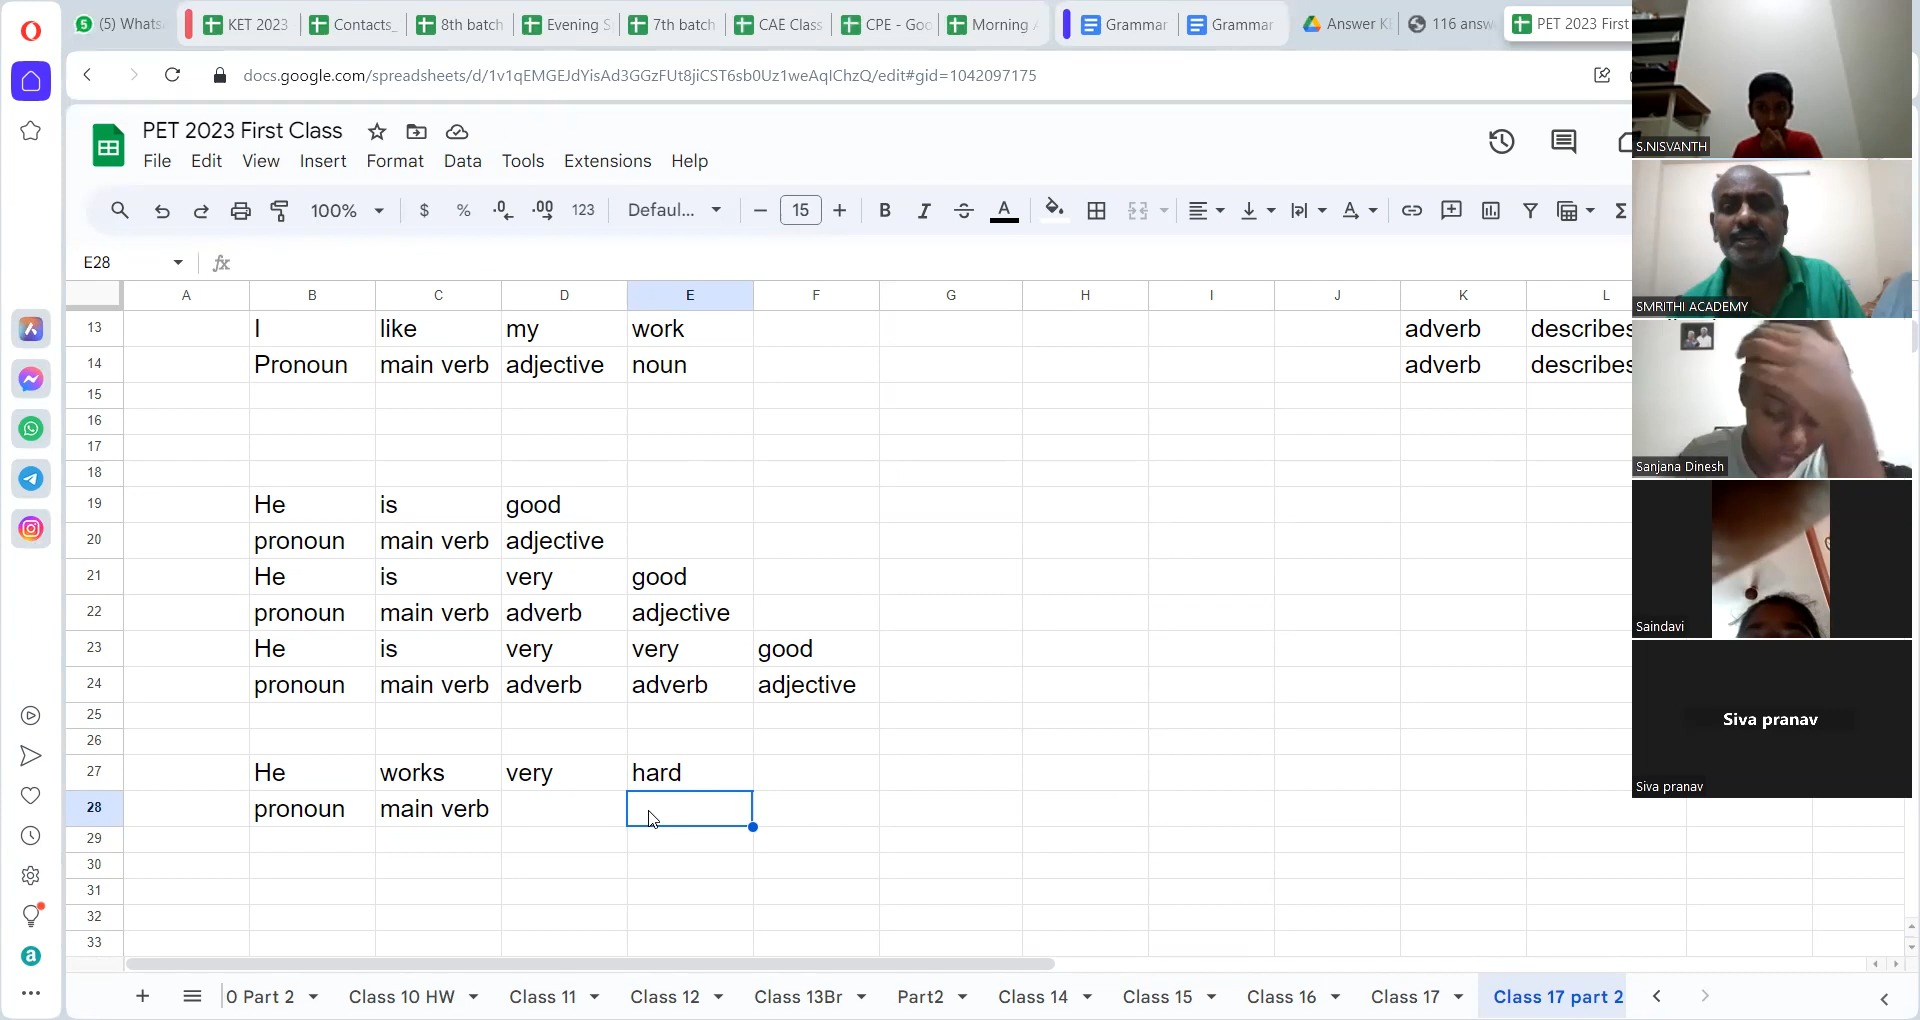 (5) Whats
KET 2023
Contacts_
8th batch
Evening S
7th batch
CAE Class
CPE - Goo
Morning A
Grammar
Grammar
Answer K
116 answ
PET 2023 First
docs.google.com/spreadsheets/d/1v1qEMGEJdYisAd3GGzFUt8jiCST6sb0Uz1weAqIChzQ/edit#gid=1042097175
PET 2023 First Class
File Edit View Insert Format Data Tools Extensions Help
100% $ % .0 .00 123 Defaul... 15 B I A
E28 fx
A B C D E F G H I J K L
13 I like my work adverb describes
14 Pronoun main verb adjective noun adverb describes
15
16
17
18
19 He is good
20 pronoun main verb adjective
21 He is very good
22 pronoun main verb adverb adjective
23 He is very very good
24 pronoun main verb adverb adverb adjective
25
26
27 He works very hard
28 pronoun main verb
29
30
31
32
33
0 Part 2 Class 10 HW Class 11 Class 12 Class 13Br Part2 Class 14 Class 15 Class 16 Class 17 Class 17 part 2
S.NISVANTH
SMRITHI ACADEMY
Sanjana Dinesh
Saindavi
Siva pranav
Siva pranav